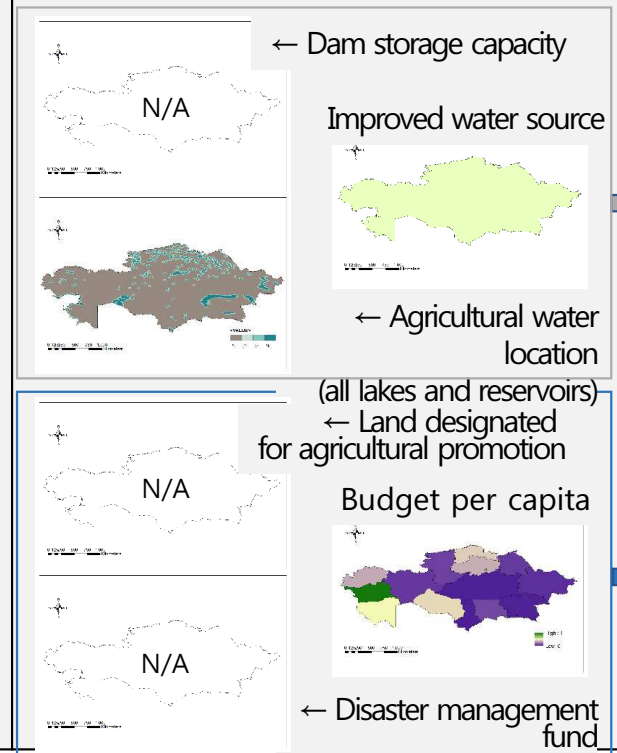 ← Dam storage capacity
N/A
Improved water source
← Agricultural water
location
(all lakes and reservoirs)
← Land designated
for agricultural promotion
N/A
Budget per capita
N/A
← Disaster management
fund